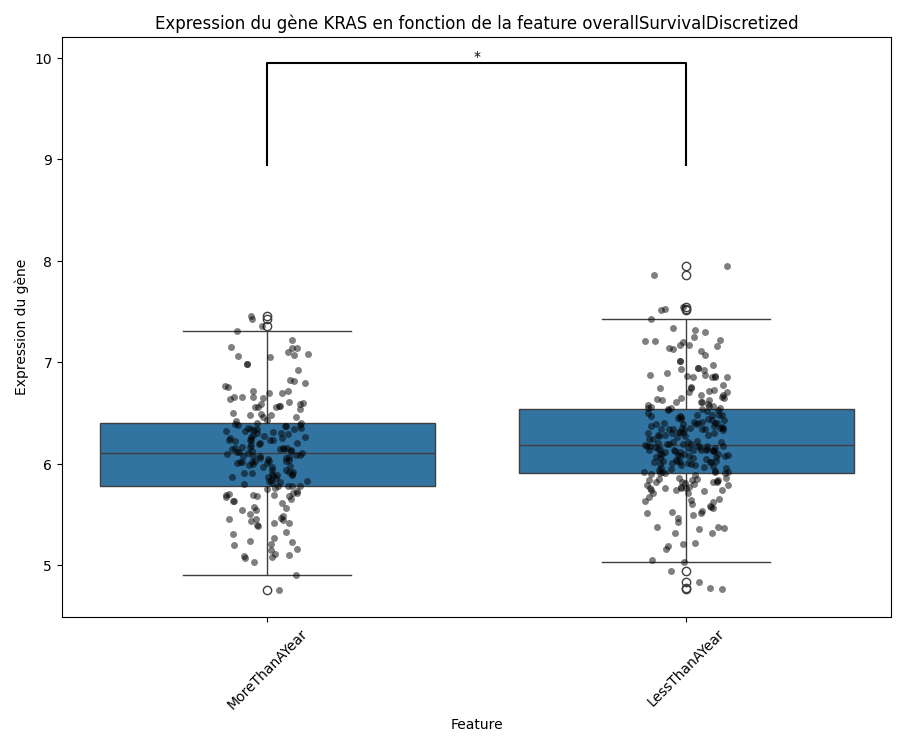 Expression du gène KRAS en fonction de la feature overallSurvivalDiscretized
*
10
9
8
7
6
5
Expression du gène
MoreThanAYear
LessThanAYear
Feature